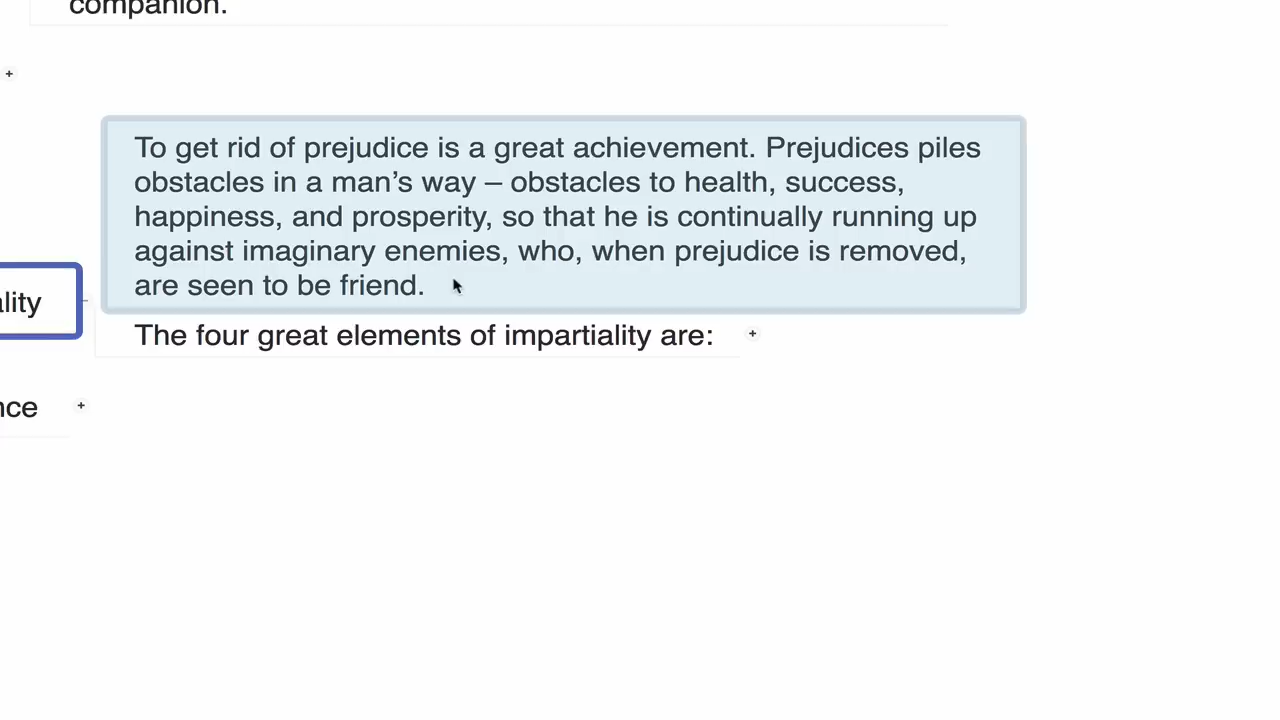 companion.
To get rid of prejudice is a great achievement. Prejudices piles
obstacles in a man’s way – obstacles to health, success,
happiness, and prosperity, so that he is continually running up
against imaginary enemies, who, when prejudice is removed,
are seen to be friend.
ality
The four great elements of impartiality are:
nce